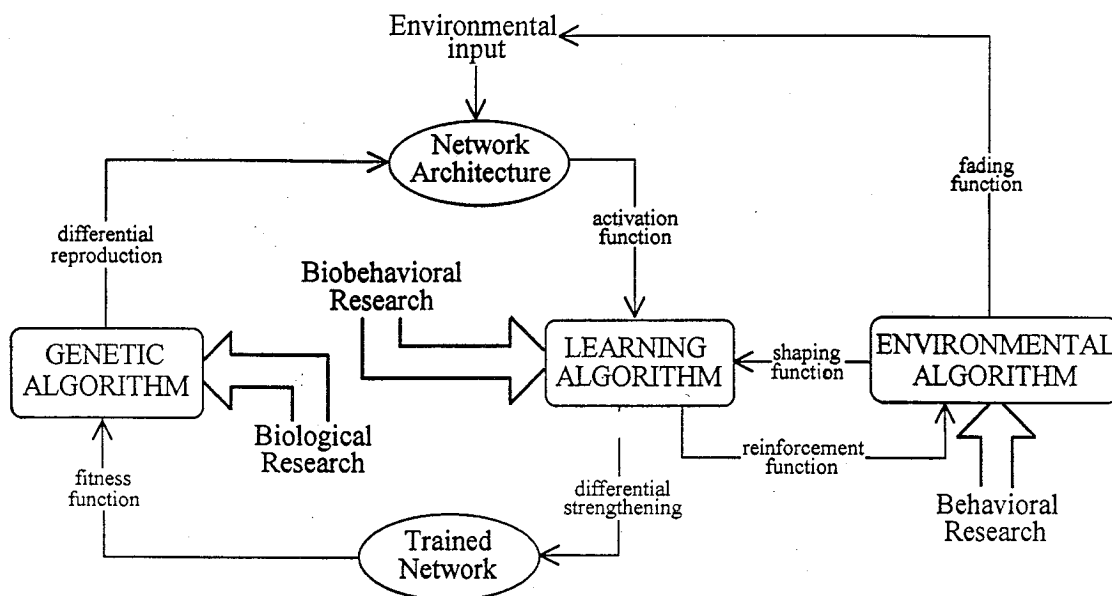 Environmental
input
Network
Architecture
fading
function
differential
reproduction
activation
function
Biobehavioral
Research
GENETIC
ALGORITHM
LEARNING
ALGORITHM
shaping
function
ENVIRONMENTAL
ALGORITHM
Biological
Research
reinforcement
function
fitness
function
differential
strengthening
Behavioral
Research
Trained
Network